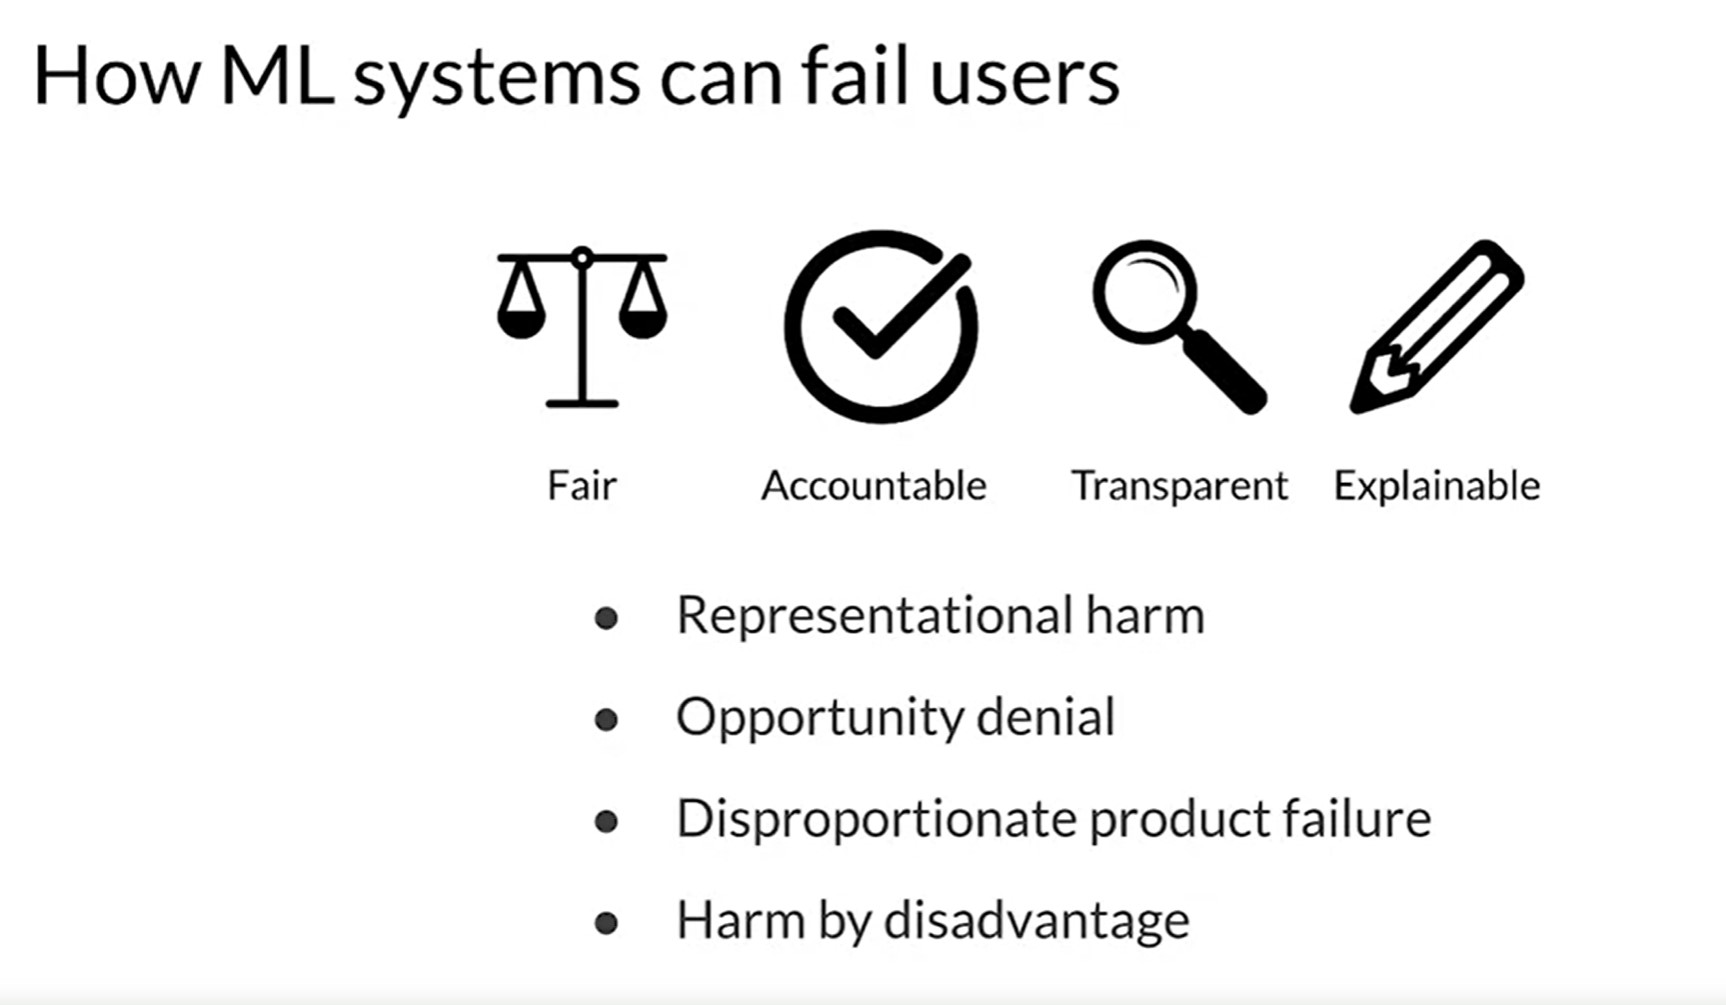 How ML systems can fail users
Fair Accountable Transparent Explainable
Representational harm
Opportunity denial
Disproportionate product failure
Harm by disadvantage